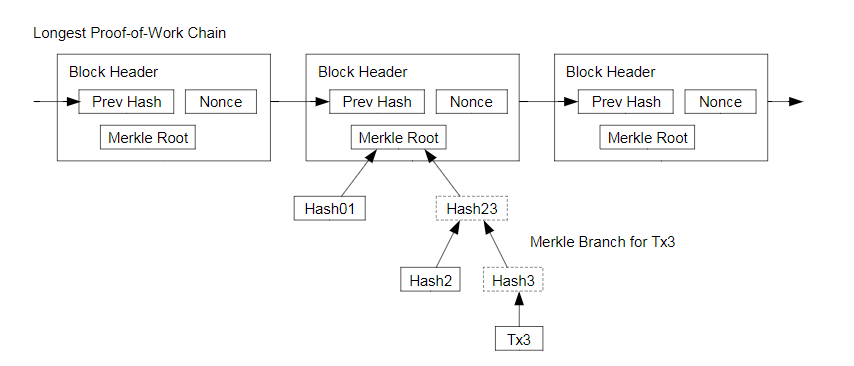 Longest Proof-of-Work Chain
Block Header
Prev Hash
Nonce
Merkle Root
Block Header
Prev Hash
Nonce
Merkle Root
Block Header
Prev Hash
Nonce
Merkle Root
Hash01
Hash23
Merkle Branch for Tx3
Hash2
Hash3
Tx3